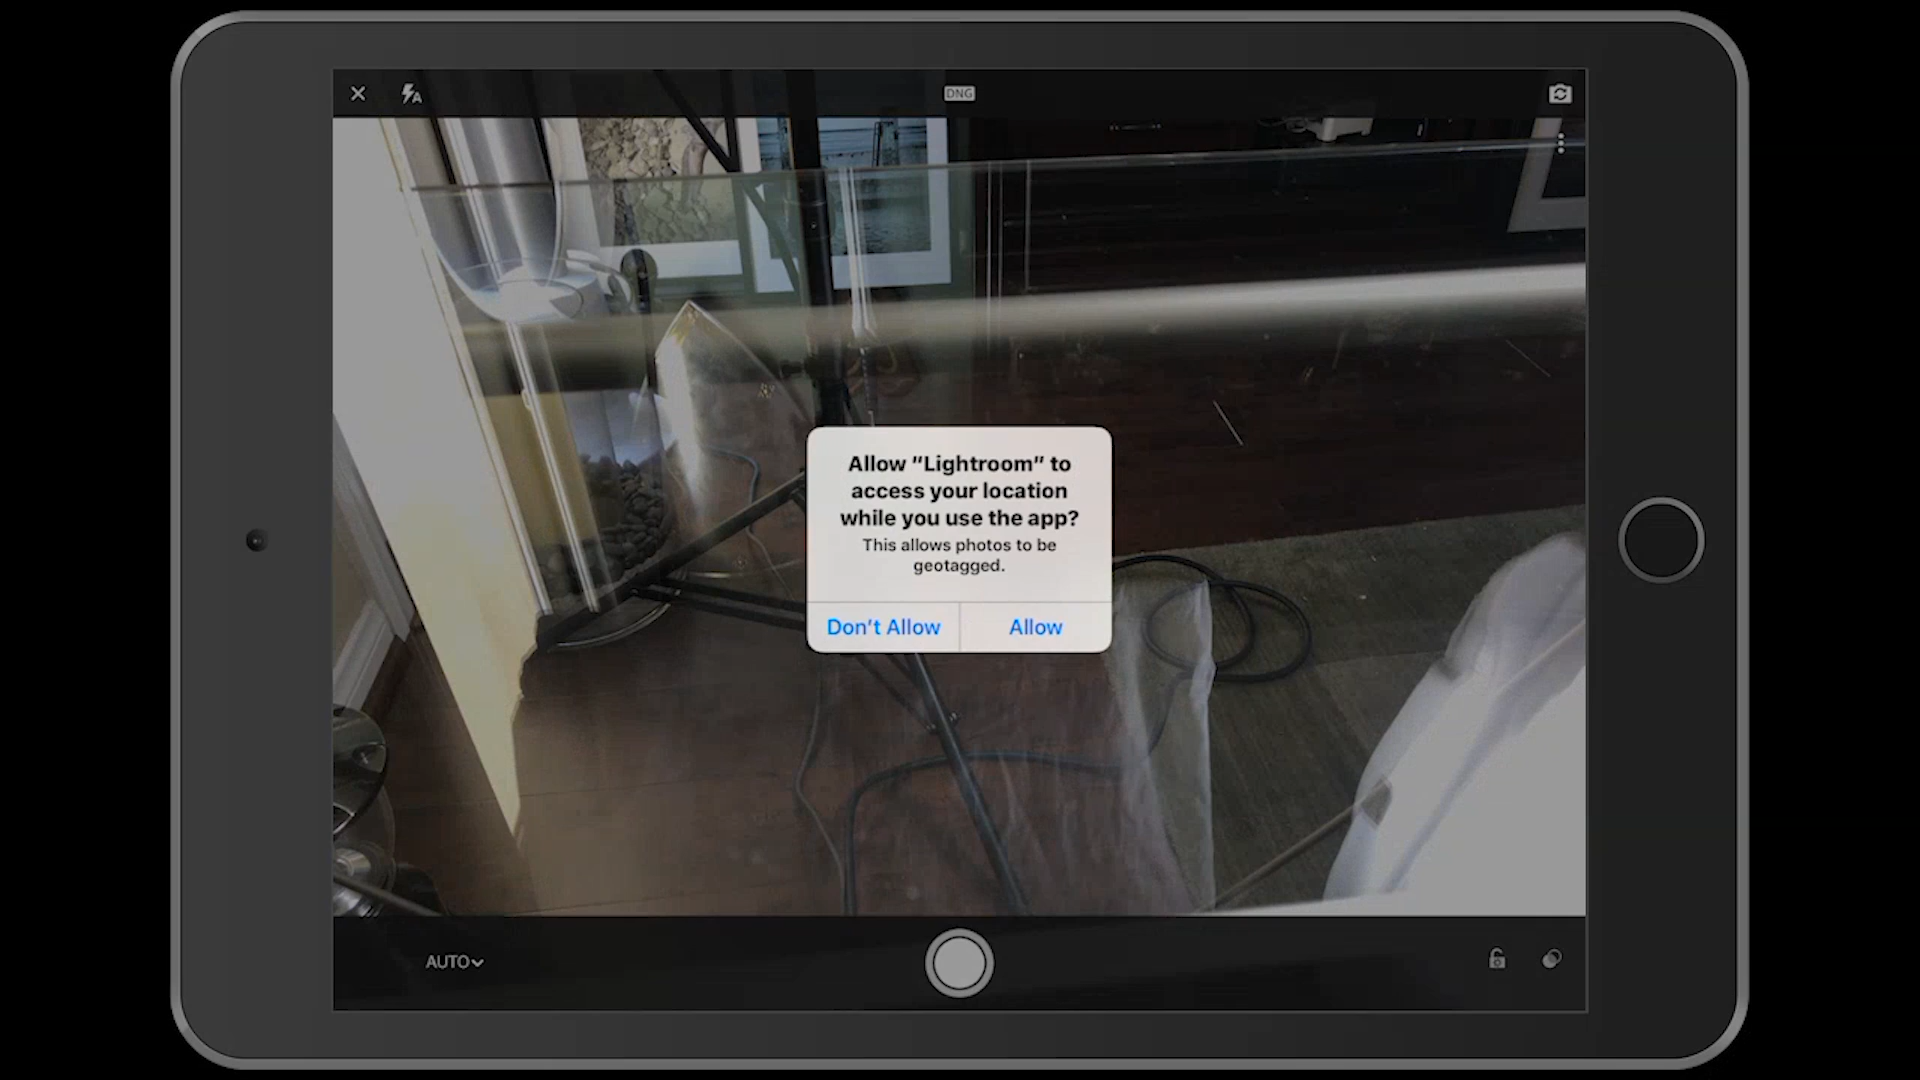 DNG
Allow "Lightroom" to
access your location
while you use the app?
This allows photos to be
geotagged.
Don't Allow
Allow
AUTO